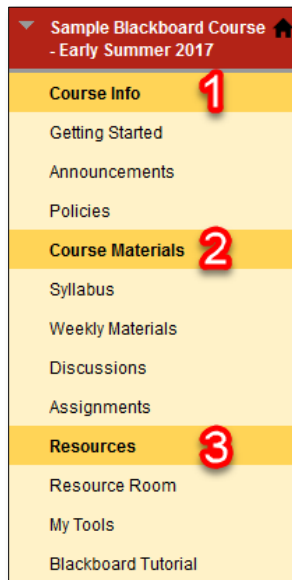 Sample Blackboard Course
- Early Summer 2017
Course Info 1
Getting Started
Announcements
Policies
Course Materials 2
Syllabus
Weekly Materials
Discussions
Assignments
Resources 3
Resource Room
My Tools
Blackboard Tutorial